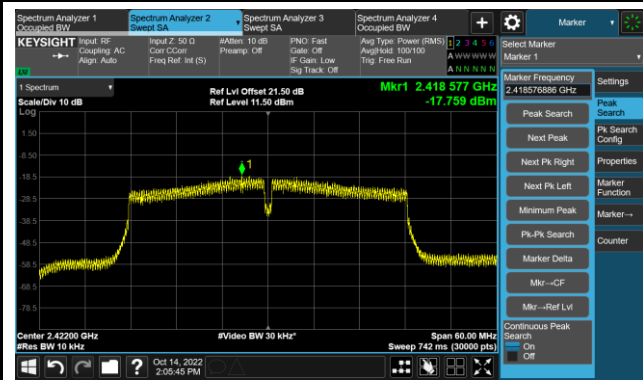 Spectrum Analyzer 1
Occupied BW
Spectrum Analyzer 2
Swept SA
Spectrum Analyzer 3
Swept SA
Spectrum Analyzer 4
Occupied BW
+
Marker
KEYSIGHT
Input: RF
Coupling: AC
Align: Auto
Input Z: 50 Ω
Corr CCorr
Freq Ref: Int (S)
#Atten: 10 dB
Preamp: Off
PNO: Fast
Gate: Off
IF Gain: Low
Sig Track: Off
Avg Type: Power (RMS)
Avg|Hold: 100/100
Trig: Free Run
1 2 3 4 5 6
A W W W W W
A N N N N N
LVI
Select Marker
Marker 1
1 Spectrum
Scale/Div 10 dB
Log
Ref Lvl Offset 21.50 dB
Ref Level 11.50 dBm
Mkr1 2.418 577 GHz
-17.759 dBm
1.50
-8.50
-18.5
-28.5
-38.5
-48.5
-58.5
-68.5
-78.5
1
Center 2.42200 GHz
#Res BW 10 kHz
#Video BW 30 kHz*
Span 60.00 MHz
Sweep 742 ms (30000 pts)
Marker Frequency
2.418576886 GHz
Peak Search
Next Peak
Next Pk Right
Next Pk Left
Minimum Peak
Pk-Pk Search
Marker Delta
Mkr→CF
Mkr→Ref Lvl
Continuous Peak
Search
On
Off
Settings
Peak
Search
Pk Search
Config
Properties
Marker
Function
Marker→
Counter
?
Oct 14, 2022
2:05:45 PM